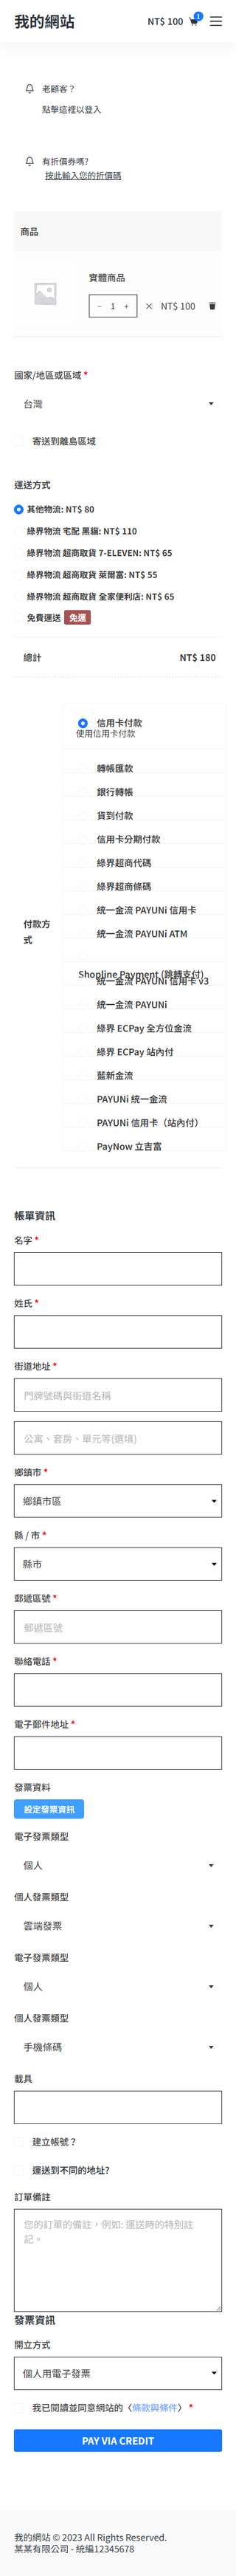 我的網站
NT$ 100
1
老顧客？
點擊這裡以登入
有折價券嗎?
按此輸入您的折價碼
商品
實體商品
− 1 + × NT$ 100
國家/地區或區域 *
台灣
寄送到離島區域
運送方式
其他物流: NT$ 80
綠界物流 宅配 黑貓: NT$ 110
綠界物流 超商取貨 7-ELEVEN: NT$ 65
綠界物流 超商取貨 萊爾富: NT$ 55
綠界物流 超商取貨 全家便利店: NT$ 65
免費運送 免運
總計 NT$ 180
付款方式
信用卡付款
使用信用卡付款
轉帳匯款
銀行轉帳
貨到付款
信用卡分期付款
綠界超商代碼
綠界超商條碼
統一金流 PAYUNi 信用卡
統一金流 PAYUNi ATM
Shopline Payment (跳轉支付)
統一金流 PAYUNi 信用卡 v3
統一金流 PAYUNi
綠界 ECPay 全方位金流
綠界 ECPay 站內付
藍新金流
PAYUNi 統一金流
PAYUNi 信用卡（站內付）
PayNow 立吉富
帳單資訊
名字 *
姓氏 *
街道地址 *
門牌號碼與街道名稱
公寓、套房、單元等(選填)
鄉鎮市 *
鄉鎮市區
縣 / 市 *
縣市
郵遞區號 *
郵遞區號
聯絡電話 *
電子郵件地址 *
發票資料
設定發票資訊
電子發票類型
個人
個人發票類型
雲端發票
電子發票類型
個人
個人發票類型
手機條碼
載具
建立帳號？
運送到不同的地址?
訂單備註
您的訂單的備註，例如: 運送時的特別註
記。
發票資訊
開立方式
個人用電子發票
我已閱讀並同意網站的〈條款與條件〉 *
PAY VIA CREDIT
我的網站 © 2023 All Rights Reserved.
某某有限公司 - 統編12345678